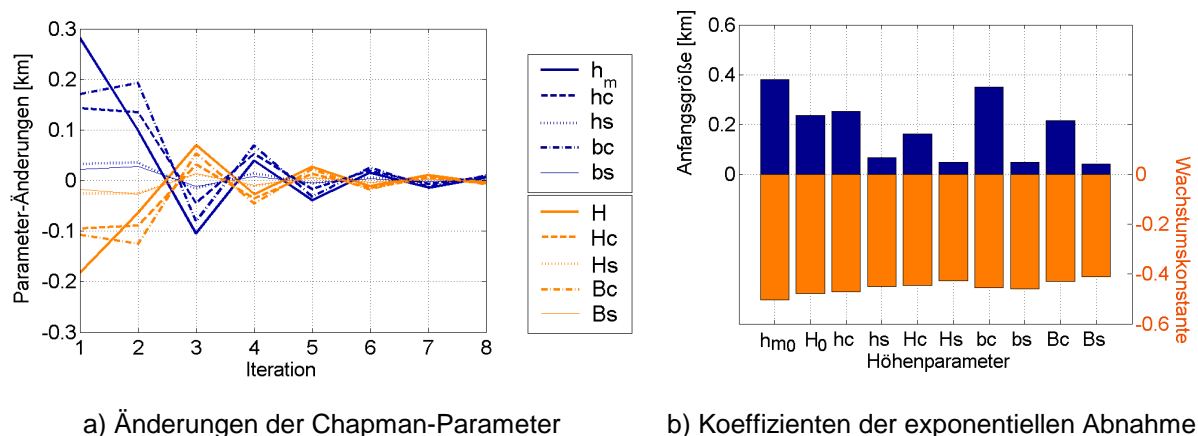 0.3
0.2
0.1
0
-0.1
-0.2
-0.3
1 2 3 4 5 6 7 8
Parameter-Änderungen [km]
Iteration
hm
hc
hs
bc
bs
H
Hc
Hs
Bc
Bs
a) Änderungen der Chapman-Parameter
0.6
0.4
0.2
0
Anfangsgröße [km]
0
-0.2
-0.4
-0.6
Wachstumskonstante
hm0 H0 hc hs Hc Hs bc bs Bc Bs
Höhenparameter
b) Koeffizienten der exponentiellen Abnahme